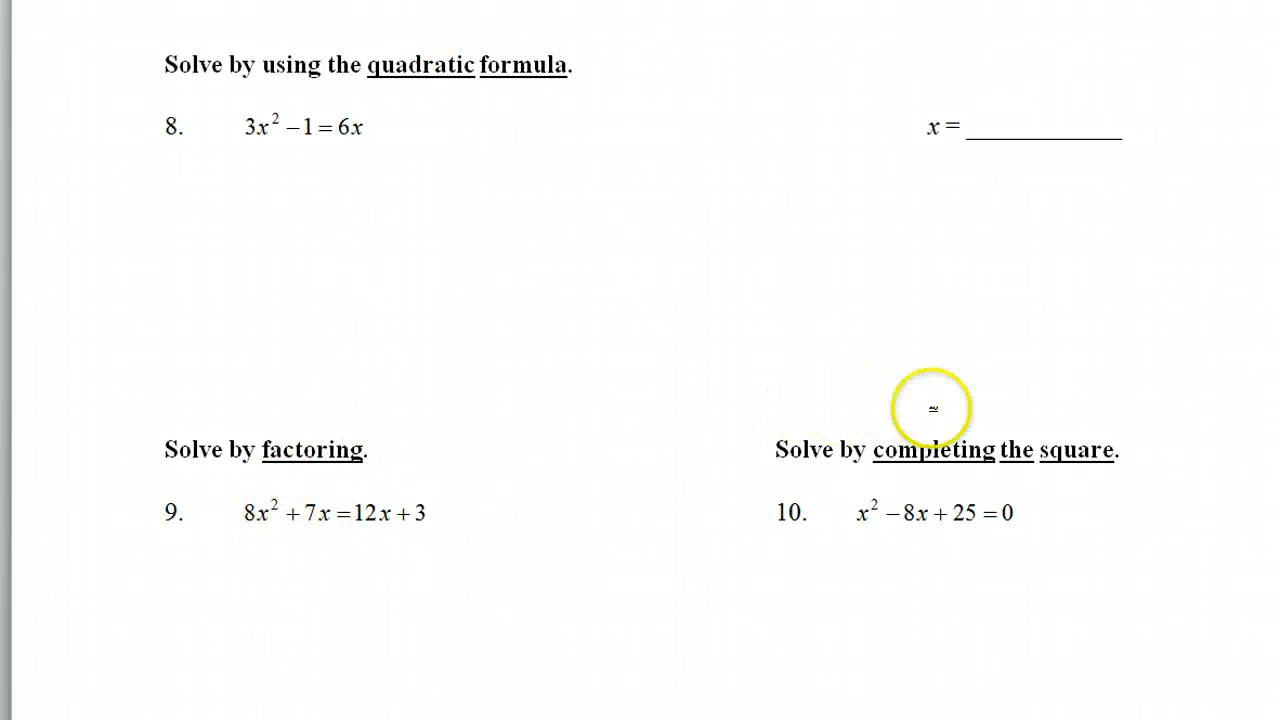 Solve by using the quadratic formula.
8. 3x² − 1 = 6x
x = ____________
Solve by factoring.
9. 8x² + 7x = 12x + 3
Solve by completing the square.
10. x² − 8x + 25 = 0